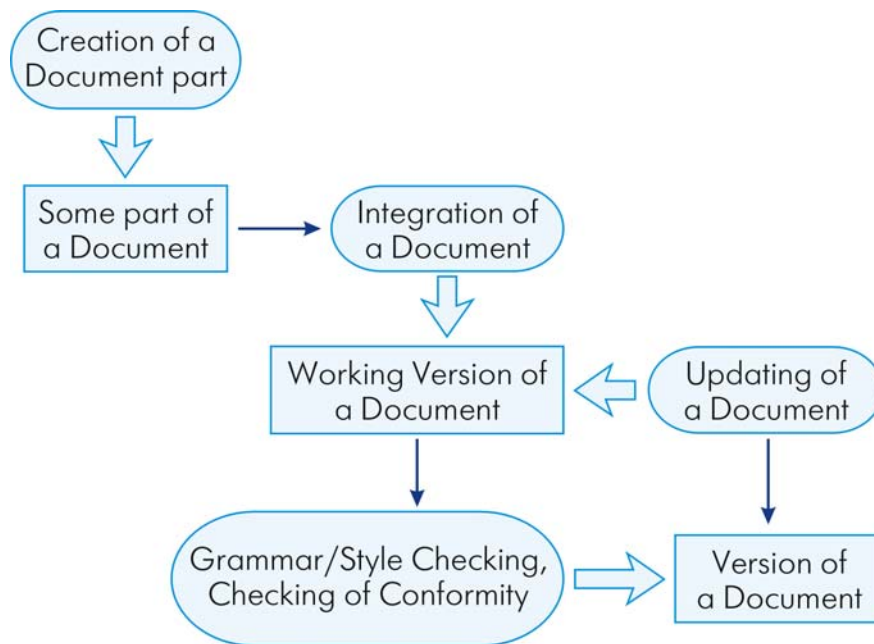 Creation of a
Document part
Some part of
a Document
Integration of
a Document
Working Version of
a Document
Updating of
a Document
Grammar/Style Checking,
Checking of Conformity
Version of
a Document